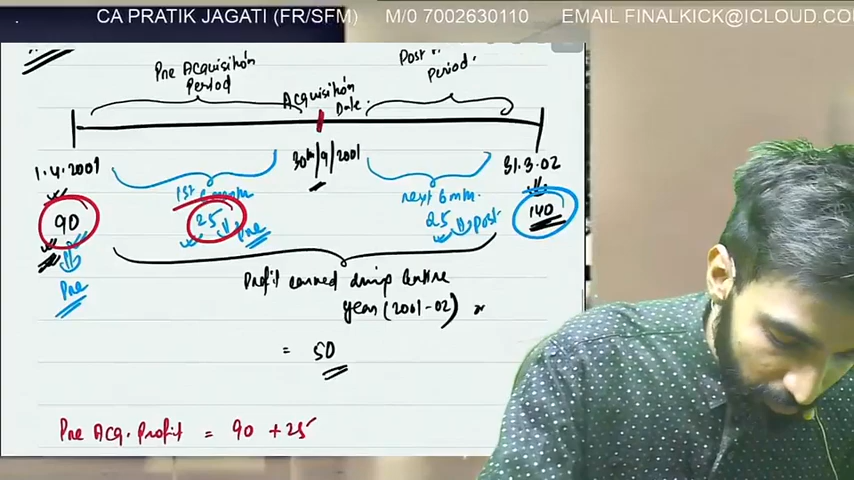 . CA PRATIK JAGATI (FR/SFM) M/0 7002630110 EMAIL FINALKICK@ICLOUD.CO
Pre Acquisition Period
Acquisition Date.
Post
Period.
1.4.2001
30th/9/2001
31.3.02
1st 6 month
next 6 mnth.
90
25
Pre
25
Post
140
Pre
Profit earned during Entire
year (2001-02)
= 50
Pre Acq. Profit = 90 + 25